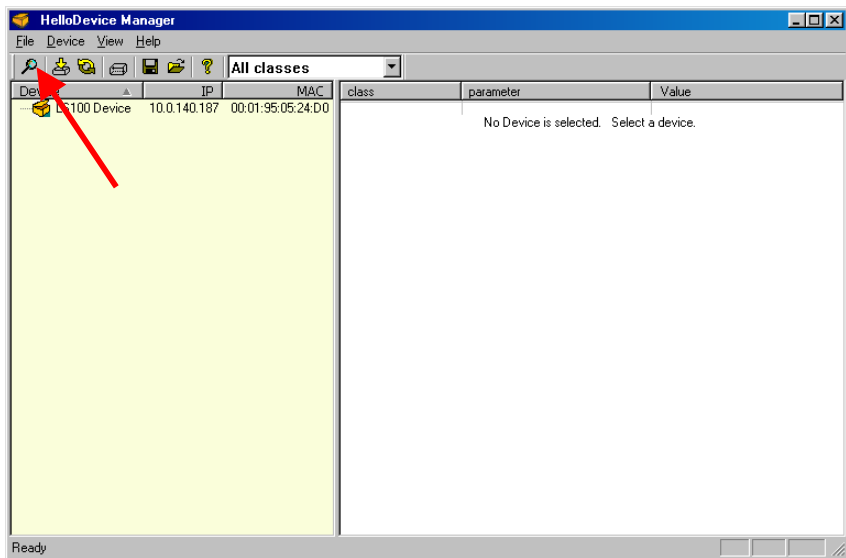 HelloDevice Manager
File Device View Help
All classes
IP MAC
LS100 Device 10.0.140.187 00:01:95:05:24:D0
class parameter Value
No Device is selected. Select a device.
Ready